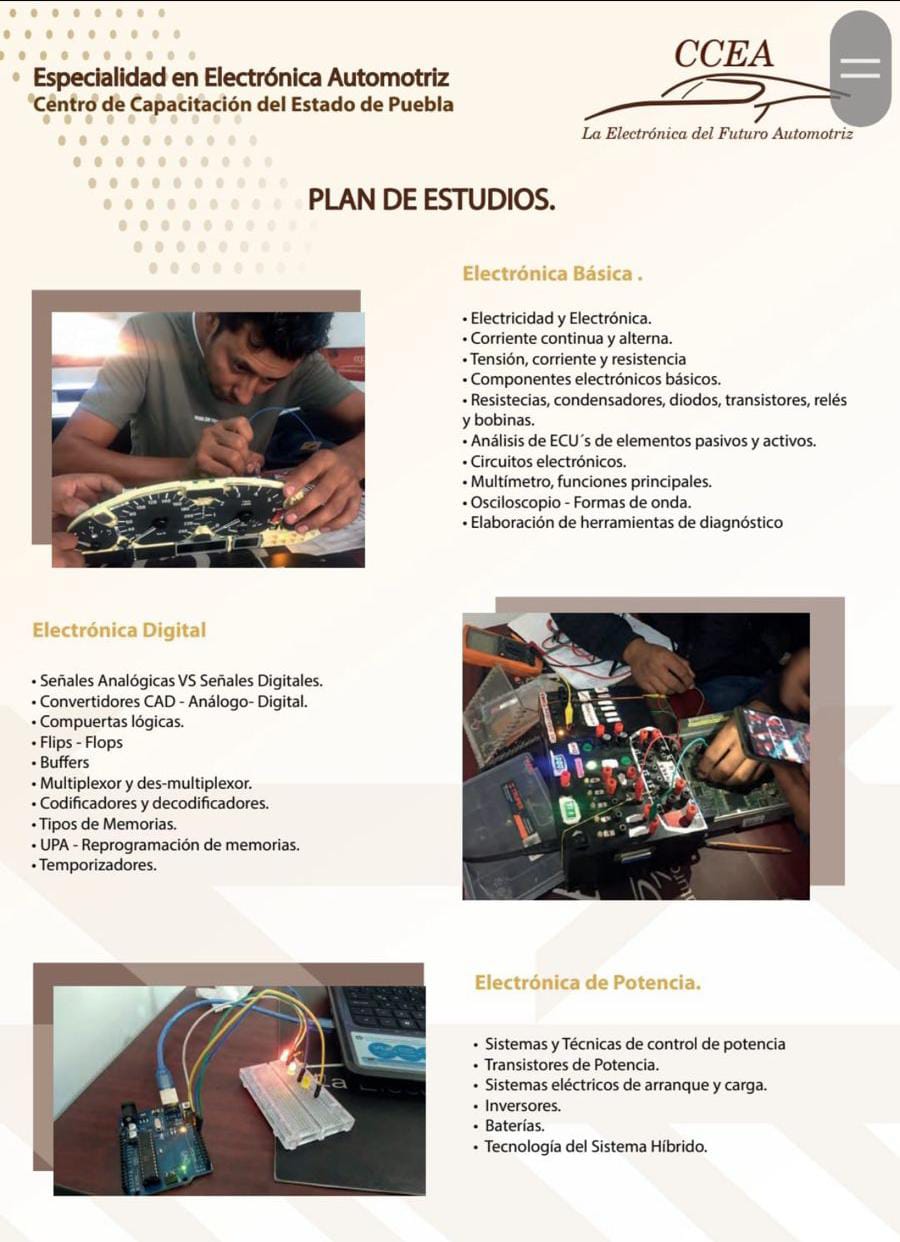 Especialidad en Electrónica Automotriz
Centro de Capacitación del Estado de Puebla
CCEA
La Electrónica del Futuro Automotriz
PLAN DE ESTUDIOS.
Electrónica Básica .
• Electricidad y Electrónica.
• Corriente continua y alterna.
• Tensión, corriente y resistencia
• Componentes electrónicos básicos.
• Resistecias, condensadores, diodos, transistores, relés
y bobinas.
• Análisis de ECU´s de elementos pasivos y activos.
• Circuitos electrónicos.
• Multímetro, funciones principales.
• Osciloscopio - Formas de onda.
• Elaboración de herramientas de diagnóstico
Electrónica Digital
• Señales Analógicas VS Señales Digitales.
• Convertidores CAD - Análogo- Digital.
• Compuertas lógicas.
• Flips - Flops
• Buffers
• Multiplexor y des-multiplexor.
• Codificadores y decodificadores.
• Tipos de Memorias.
• UPA - Reprogramación de memorias.
• Temporizadores.
Electrónica de Potencia.
• Sistemas y Técnicas de control de potencia
• Transistores de Potencia.
• Sistemas eléctricos de arranque y carga.
• Inversores.
• Baterías.
• Tecnología del Sistema Híbrido.